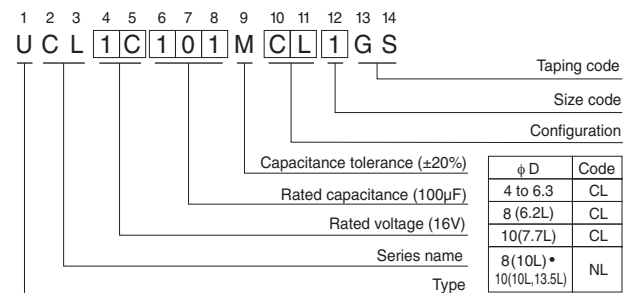 1 2 3 4 5 6 7 8 9 10 11 12 13 14
U C L 1 C 1 0 1 M C L 1 G S
Taping code
Size code
Configuration
Capacitance tolerance (±20%)
Rated capacitance (100μF)
Rated voltage (16V)
Series name
Type
ϕ D Code
4 to 6.3 CL
8 (6.2L) CL
10(7.7L) CL
8(10L)•
10(10L,13.5L) NL